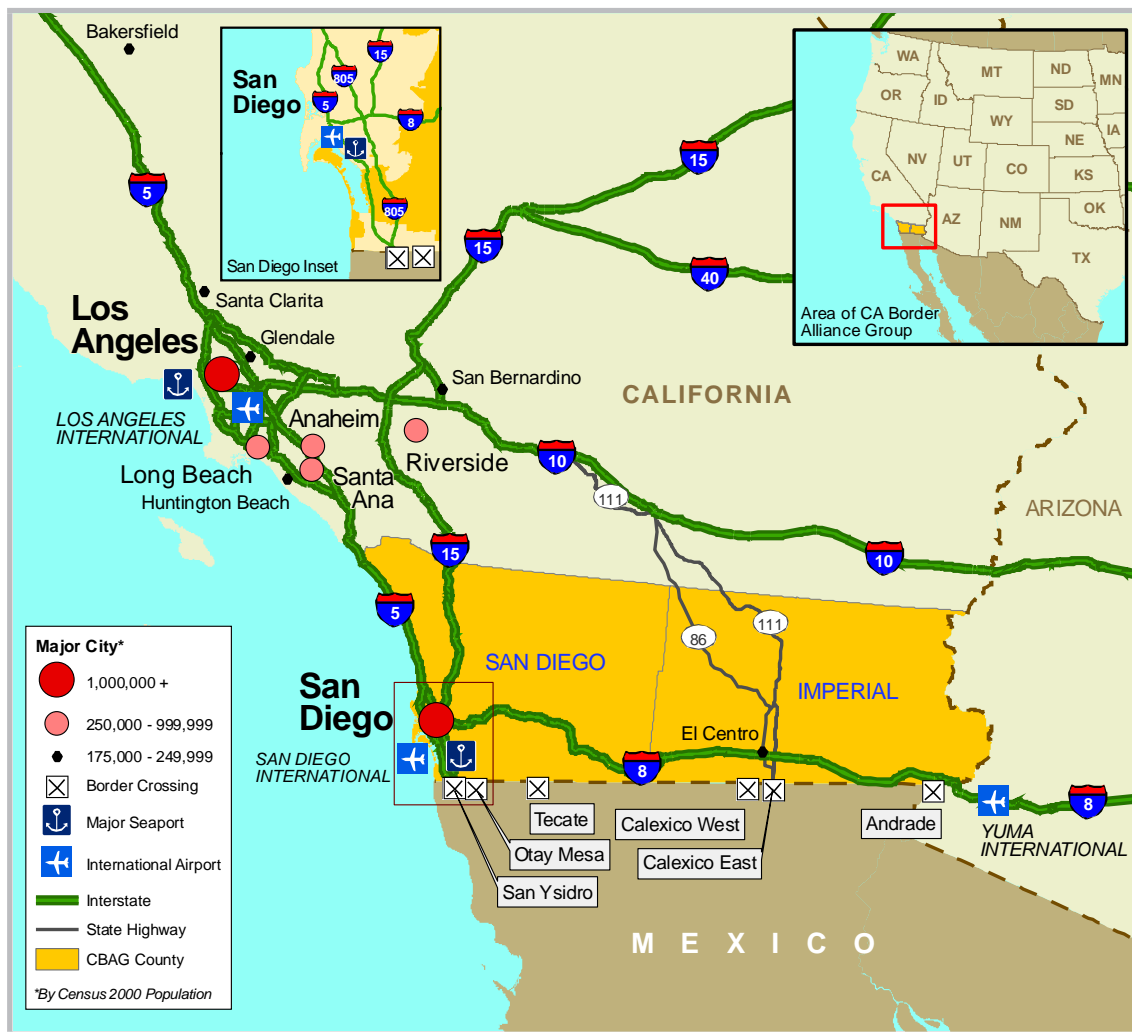 Bakersfield
San
Diego
15
805
5
8
805
San Diego Inset
WA
MT
ND
MN
OR
ID
SD
WY
IA
NE
NV
UT
CO
CA
KS
AZ
NM
OK
TX
Area of CA Border
Alliance Group
5
15
15
40
Santa Clarita
Los
Angeles
Glendale
San Bernardino
CALIFORNIA
LOS ANGELES
INTERNATIONAL
Anaheim
Riverside
Long Beach
Santa
Ana
Huntington Beach
10
111
ARIZONA
15
10
5
111
86
SAN DIEGO
IMPERIAL
San
Diego
El Centro
SAN DIEGO
INTERNATIONAL
8
8
Tecate
Calexico West
Andrade
YUMA
INTERNATIONAL
Otay Mesa
Calexico East
San Ysidro
MEXICO
Major City*
1,000,000 +
250,000 - 999,999
175,000 - 249,999
Border Crossing
Major Seaport
International Airport
Interstate
State Highway
CBAG County
*By Census 2000 Population